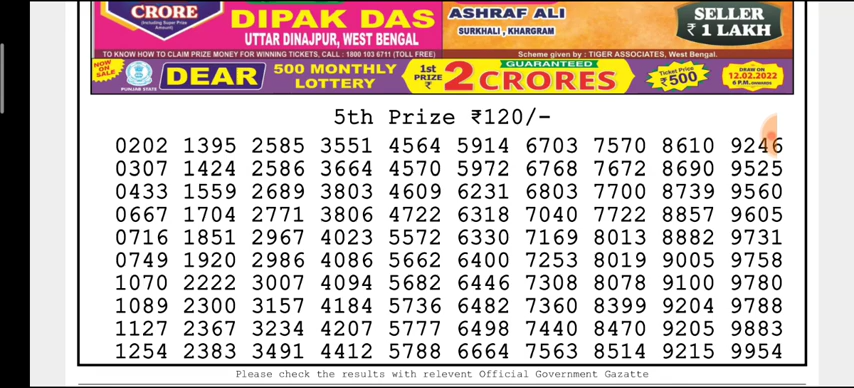 CRORE
(Including Super Prize Amount)
DIPAK DAS
UTTAR DINAJPUR, WEST BENGAL
ASHRAF ALI
SURKHALI, KHARGRAM
SELLER
₹ 1 LAKH
TO KNOW HOW TO CLAIM PRIZE MONEY FOR WINNING TICKETS, CALL : 1800 103 6711 (TOLL FREE)
Scheme given by : TIGER ASSOCIATES, West Bengal.
NOW ON SALE
PUNJAB STATE
DEAR
500 MONTHLY
LOTTERY
1st
PRIZE
₹
GUARANTEED
2 CRORES
Ticket Price
₹500
DRAW ON
12.02.2022
6 P.M. ONWARDS
5th Prize ₹120/-
0202 1395 2585 3551 4564 5914 6703 7570 8610 9246
0307 1424 2586 3664 4570 5972 6768 7672 8690 9525
0433 1559 2689 3803 4609 6231 6803 7700 8739 9560
0667 1704 2771 3806 4722 6318 7040 7722 8857 9605
0716 1851 2967 4023 5572 6330 7169 8013 8882 9731
0749 1920 2986 4086 5662 6400 7253 8019 9005 9758
1070 2222 3007 4094 5682 6446 7308 8078 9100 9780
1089 2300 3157 4184 5736 6482 7360 8399 9204 9788
1127 2367 3234 4207 5777 6498 7440 8470 9205 9883
1254 2383 3491 4412 5788 6664 7563 8514 9215 9954
Please check the results with relevent Official Government Gazatte